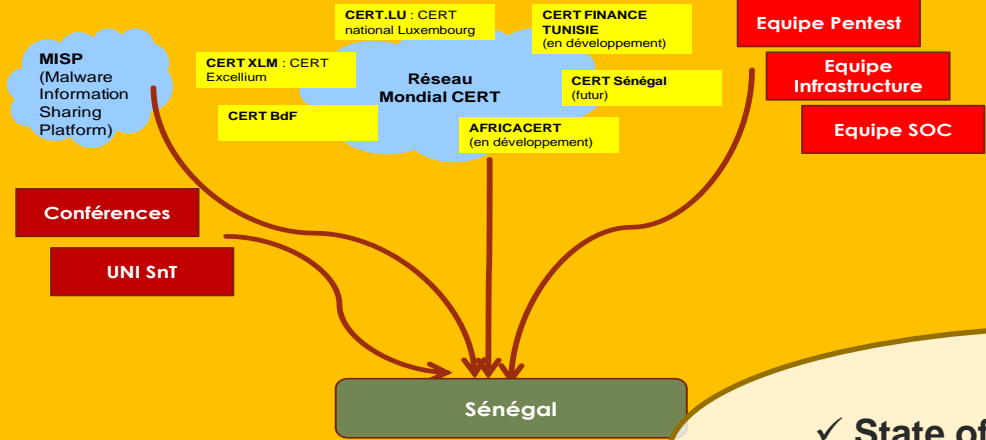 MISP
(Malware
Information
Sharing
Platform)
CERT.LU : CERT
national Luxembourg
CERT XLM : CERT
Excellium
CERT BdF
Réseau
Mondial CERT
CERT FINANCE
TUNISIE
(en développement)
CERT Sénégal
(futur)
AFRICACERT
(en développement)
Equipe Pentest
Equipe
Infrastructure
Equipe SOC
Conférences
UNI SnT
Sénégal
✓ State of